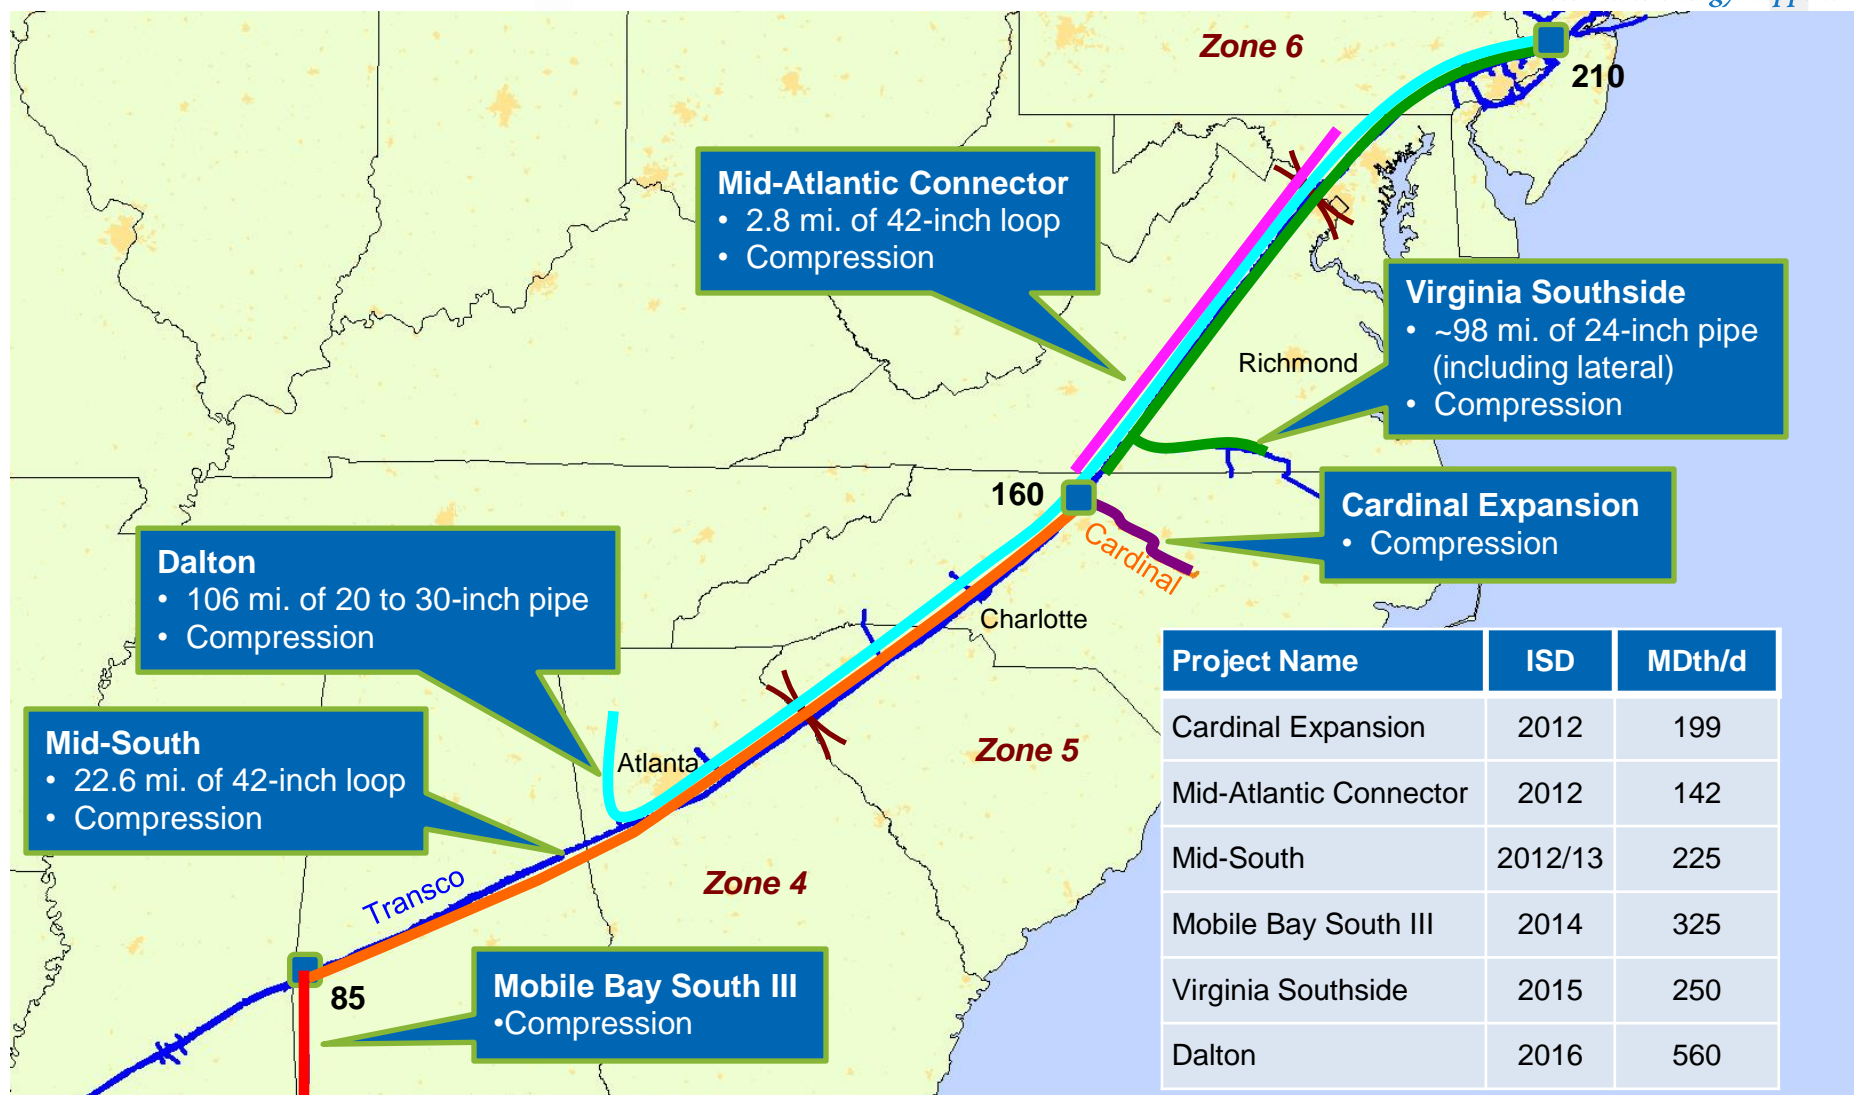 Zone 6
210
Mid-Atlantic Connector
• 2.8 mi. of 42-inch loop
• Compression
Virginia Southside
• ~98 mi. of 24-inch pipe
(including lateral)
• Compression
Richmond
160
Cardinal
Cardinal Expansion
• Compression
Dalton
• 106 mi. of 20 to 30-inch pipe
• Compression
Charlotte
Mid-South
• 22.6 mi. of 42-inch loop
• Compression
Atlanta
Zone 5
Zone 4
Transco
85
Mobile Bay South III
•Compression
Project Name ISD MDth/d
Cardinal Expansion 2012 199
Mid-Atlantic Connector 2012 142
Mid-South 2012/13 225
Mobile Bay South III 2014 325
Virginia Southside 2015 250
Dalton 2016 560